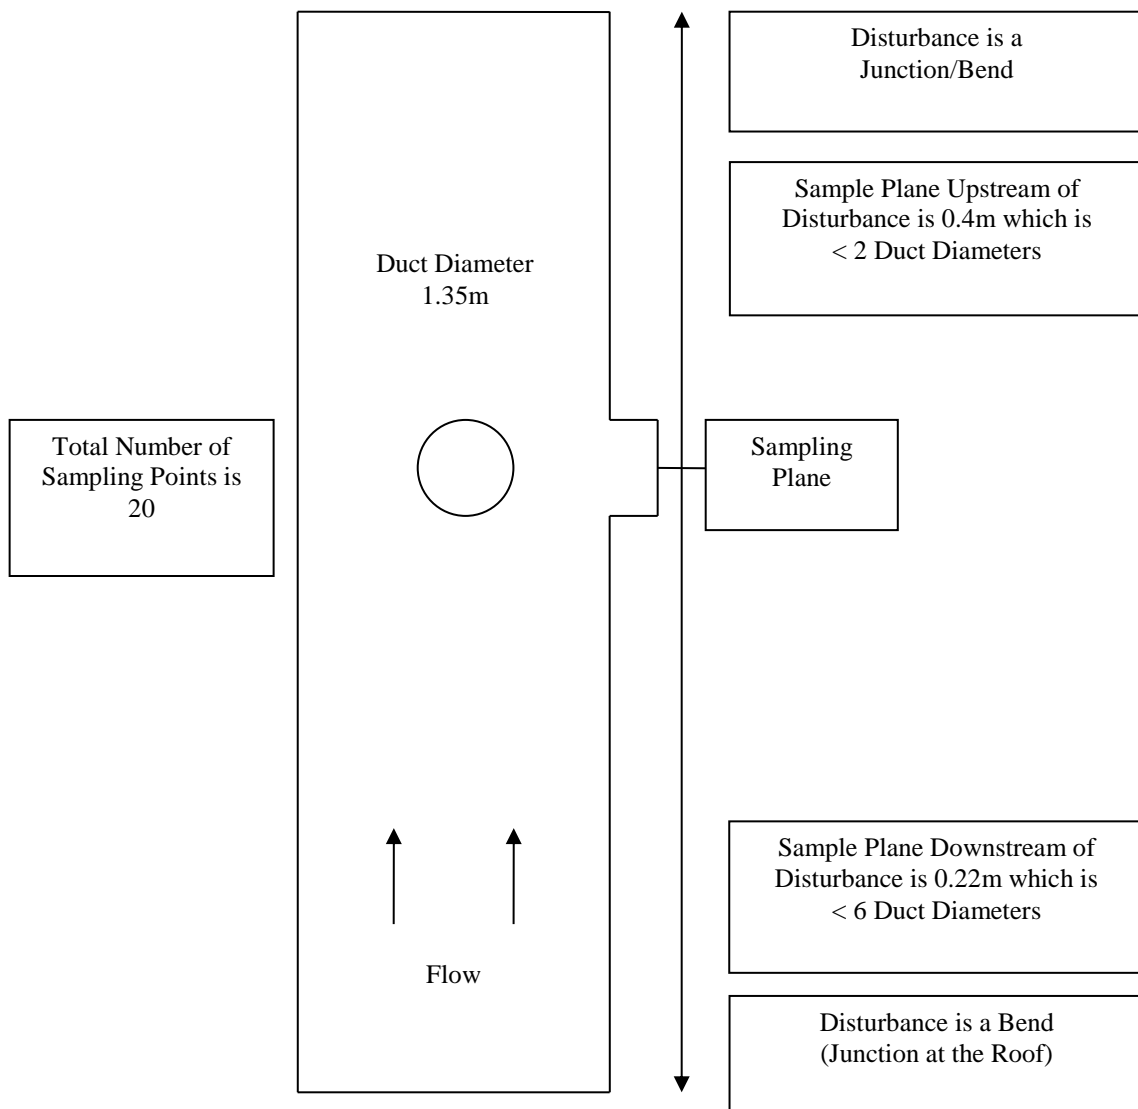 Disturbance is a
Junction/Bend
Sample Plane Upstream of
Disturbance is 0.4m which is
< 2 Duct Diameters
Duct Diameter
1.35m
Total Number of
Sampling Points is
20
Sampling
Plane
Sample Plane Downstream of
Disturbance is 0.22m which is
< 6 Duct Diameters
Flow
Disturbance is a Bend
(Junction at the Roof)